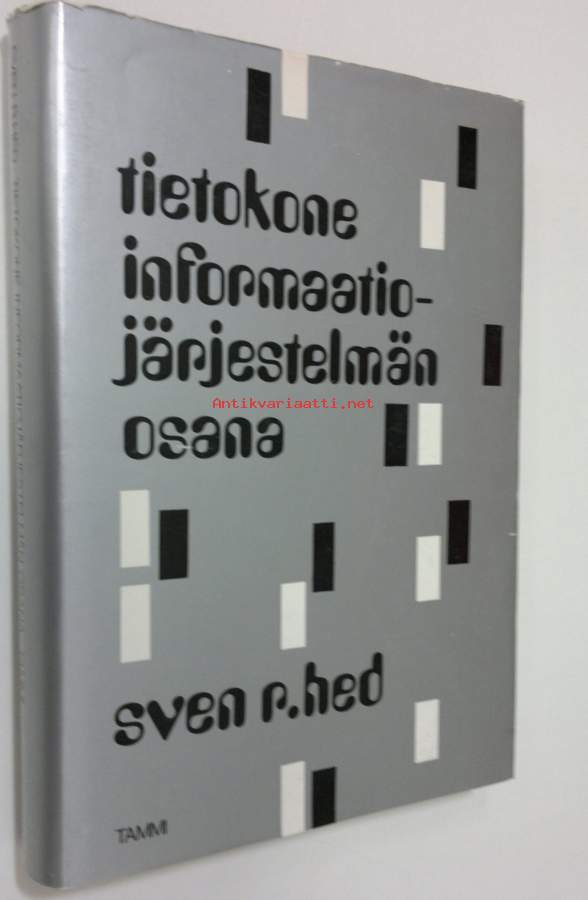 tietokone
informaatio-
järjestelmän
Antikvariaatti.net
osana
sven r.hed
TAMMI